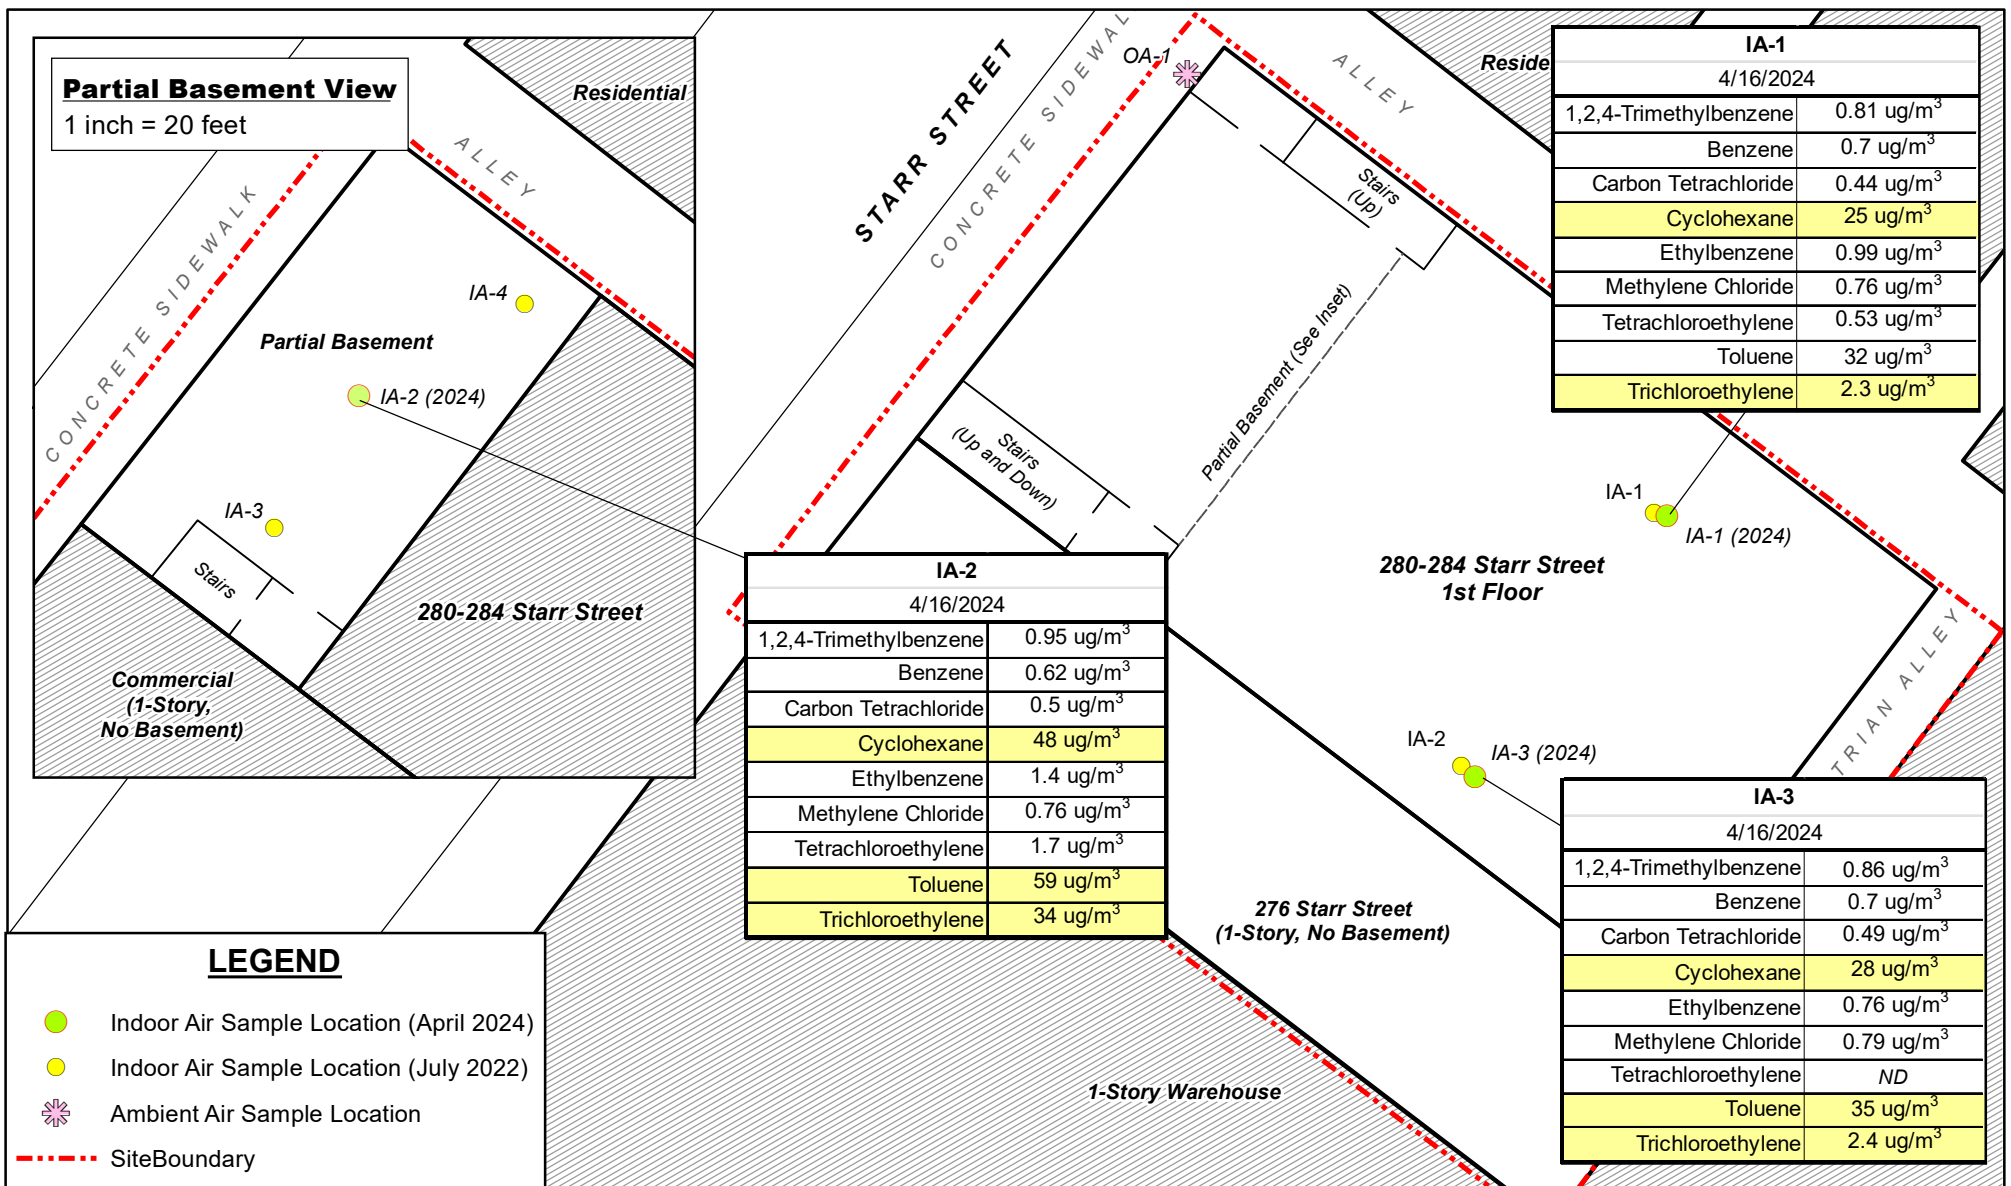 Partial Basement View
1 inch = 20 feet
Residential
ALLEY
CONCRETE SIDEWALK
IA-4
Partial Basement
IA-2 (2024)
IA-3
Stairs
280-284 Starr Street
Commercial
(1-Story,
No Basement)
STARR STREET
CONCRETE SIDEWAL
OA-1
ALLEY
Reside
Stairs
(Up)
Partial Basement (See Inset)
Stairs
(Up and Down)
IA-1
4/16/2024
1,2,4-Trimethylbenzene 0.81 ug/m³
Benzene 0.7 ug/m³
Carbon Tetrachloride 0.44 ug/m³
Cyclohexane 25 ug/m³
Ethylbenzene 0.99 ug/m³
Methylene Chloride 0.76 ug/m³
Tetrachloroethylene 0.53 ug/m³
Toluene 32 ug/m³
Trichloroethylene 2.3 ug/m³
IA-1
IA-1 (2024)
280-284 Starr Street
1st Floor
TRIAN ALLEY
IA-2
4/16/2024
1,2,4-Trimethylbenzene 0.95 ug/m³
Benzene 0.62 ug/m³
Carbon Tetrachloride 0.5 ug/m³
Cyclohexane 48 ug/m³
Ethylbenzene 1.4 ug/m³
Methylene Chloride 0.76 ug/m³
Tetrachloroethylene 1.7 ug/m³
Toluene 59 ug/m³
Trichloroethylene 34 ug/m³
IA-2
IA-3 (2024)
IA-3
4/16/2024
1,2,4-Trimethylbenzene 0.86 ug/m³
Benzene 0.7 ug/m³
Carbon Tetrachloride 0.49 ug/m³
Cyclohexane 28 ug/m³
Ethylbenzene 0.76 ug/m³
Methylene Chloride 0.79 ug/m³
Tetrachloroethylene ND
Toluene 35 ug/m³
Trichloroethylene 2.4 ug/m³
276 Starr Street
(1-Story, No Basement)
1-Story Warehouse
LEGEND
Indoor Air Sample Location (April 2024)
Indoor Air Sample Location (July 2022)
Ambient Air Sample Location
SiteBoundary